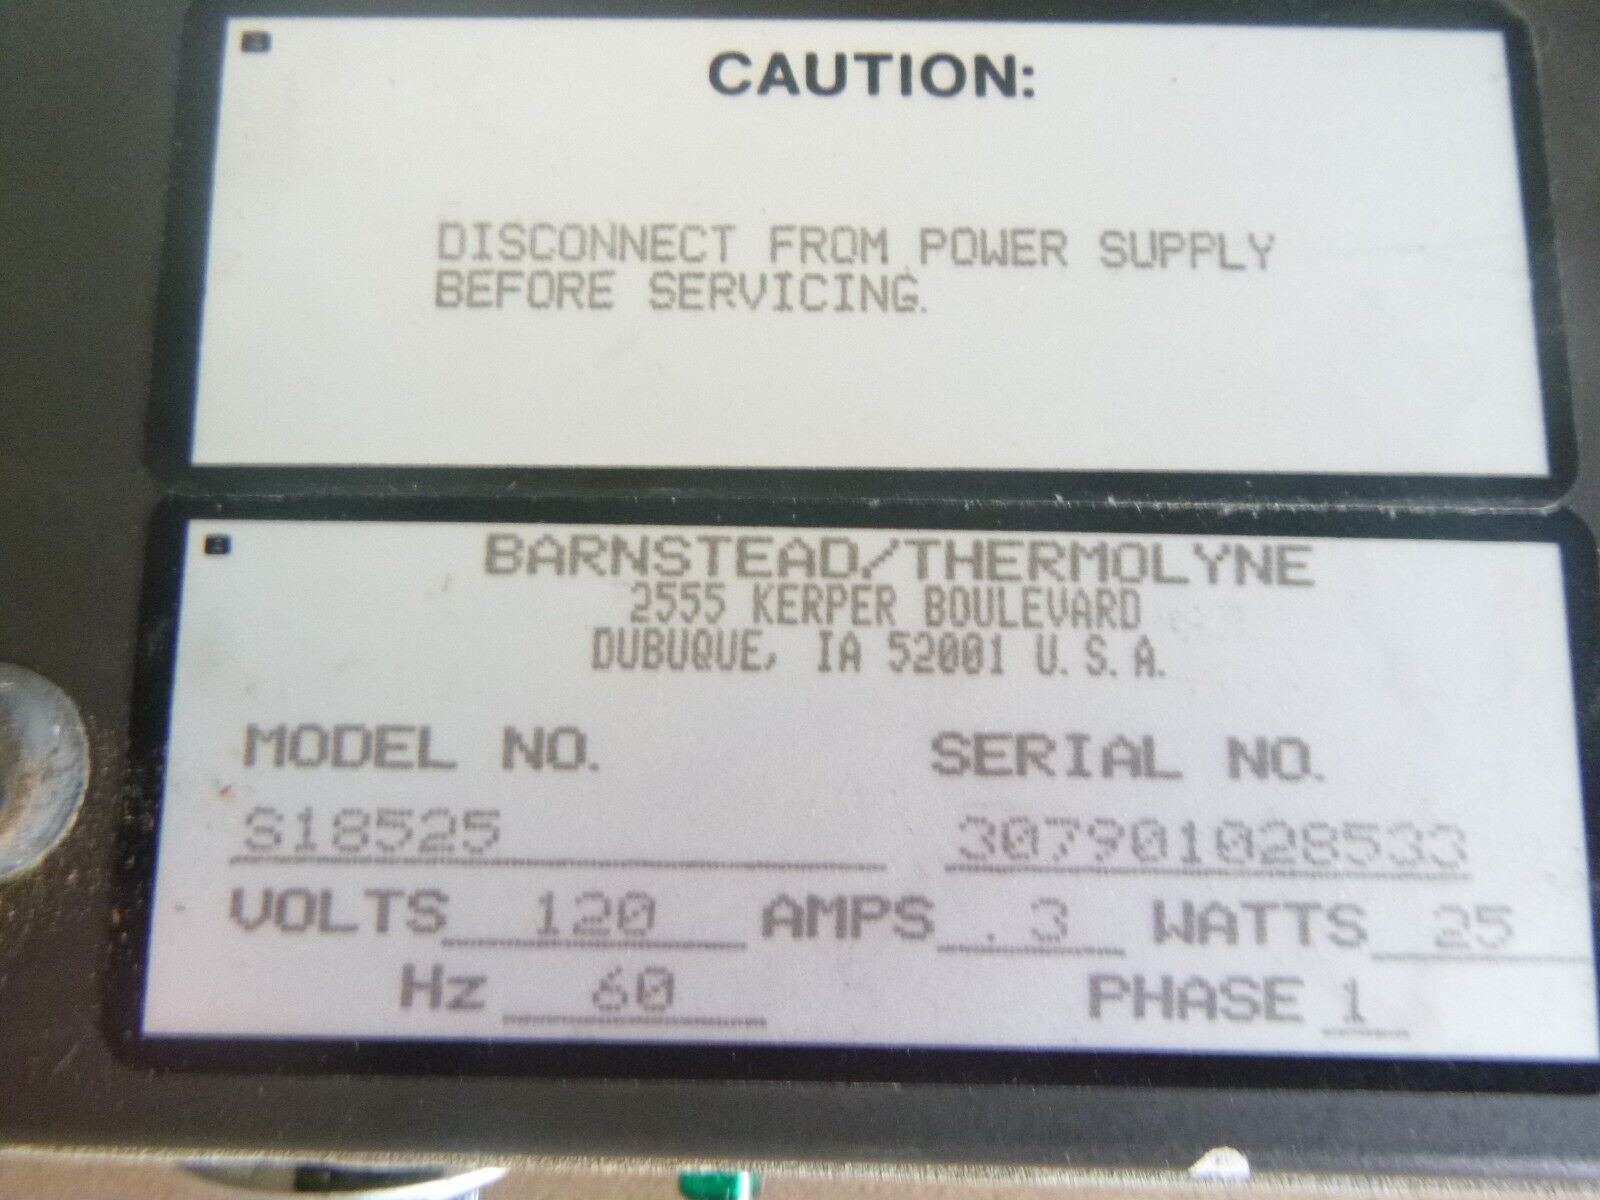 CAUTION:
DISCONNECT FROM POWER SUPPLY
BEFORE SERVICING.
BARNSTEAD/THERMOLYNE
2555 KERPER BOULEVARD
DUBUQUE, IA 52001 U.S.A.
MODEL NO. SERIAL NO.
S18525 307901028533
VOLTS 120 AMPS .3 WATTS 25
Hz 60 PHASE 1